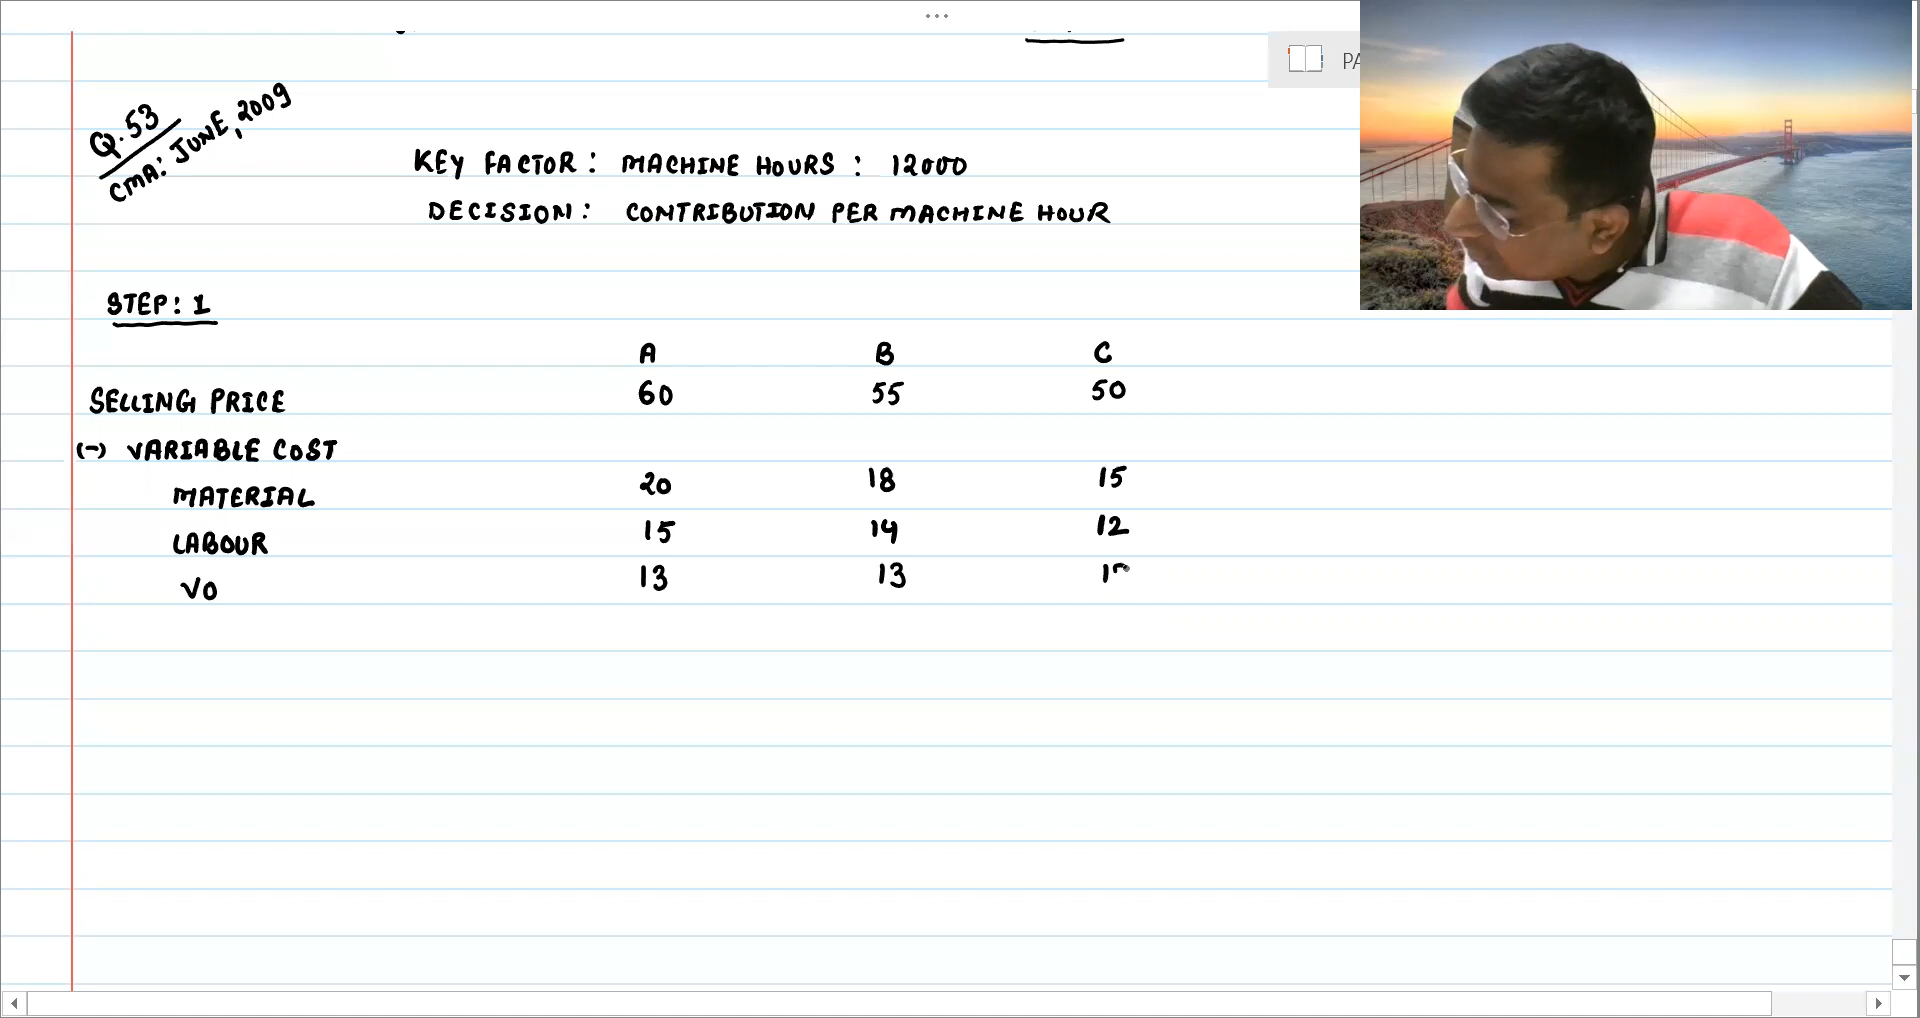 PA
Q.53
CMA: JUNE, 2009
KEY FACTOR: MACHINE HOURS: 12000
DECISION: CONTRIBUTION PER MACHINE HOUR
STEP: 1
A B C
SELLING PRICE 60 55 50
(-) VARIABLE COST
MATERIAL 20 18 15
LABOUR 15 14 12
VO 13 13